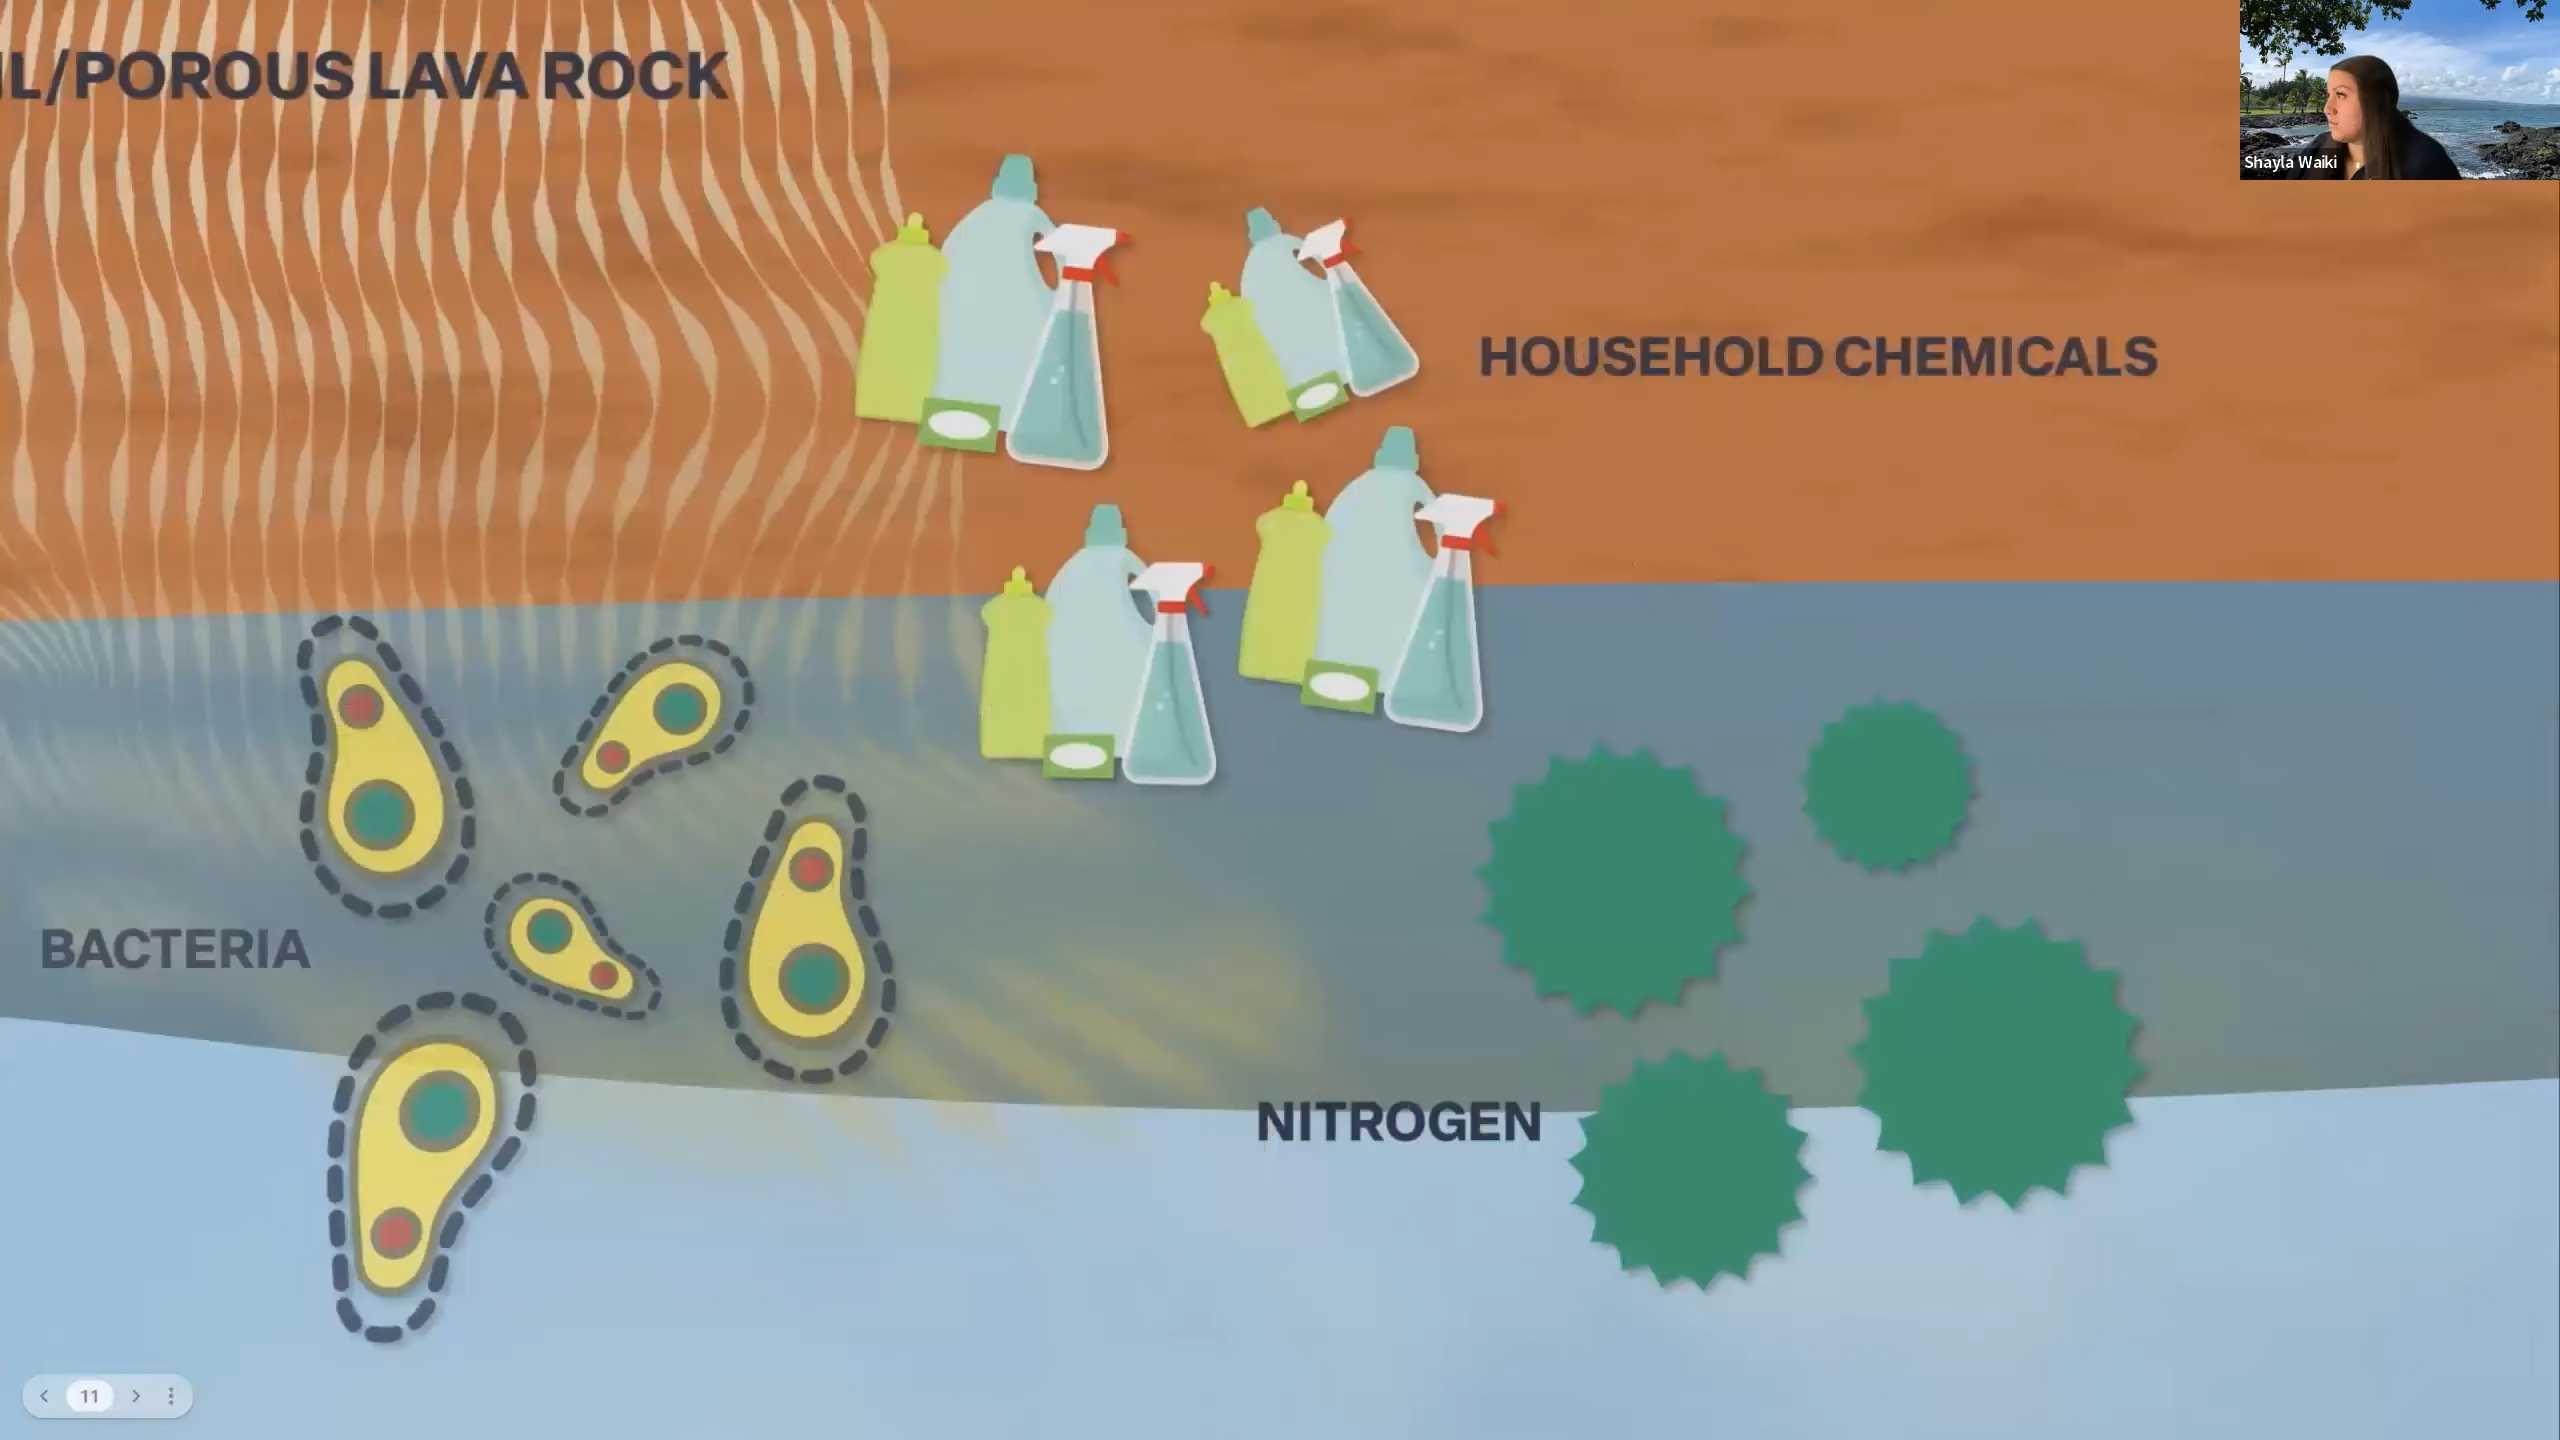 IL/POROUS LAVA ROCK
Shayla Waiki
HOUSEHOLD CHEMICALS
BACTERIA
NITROGEN
11